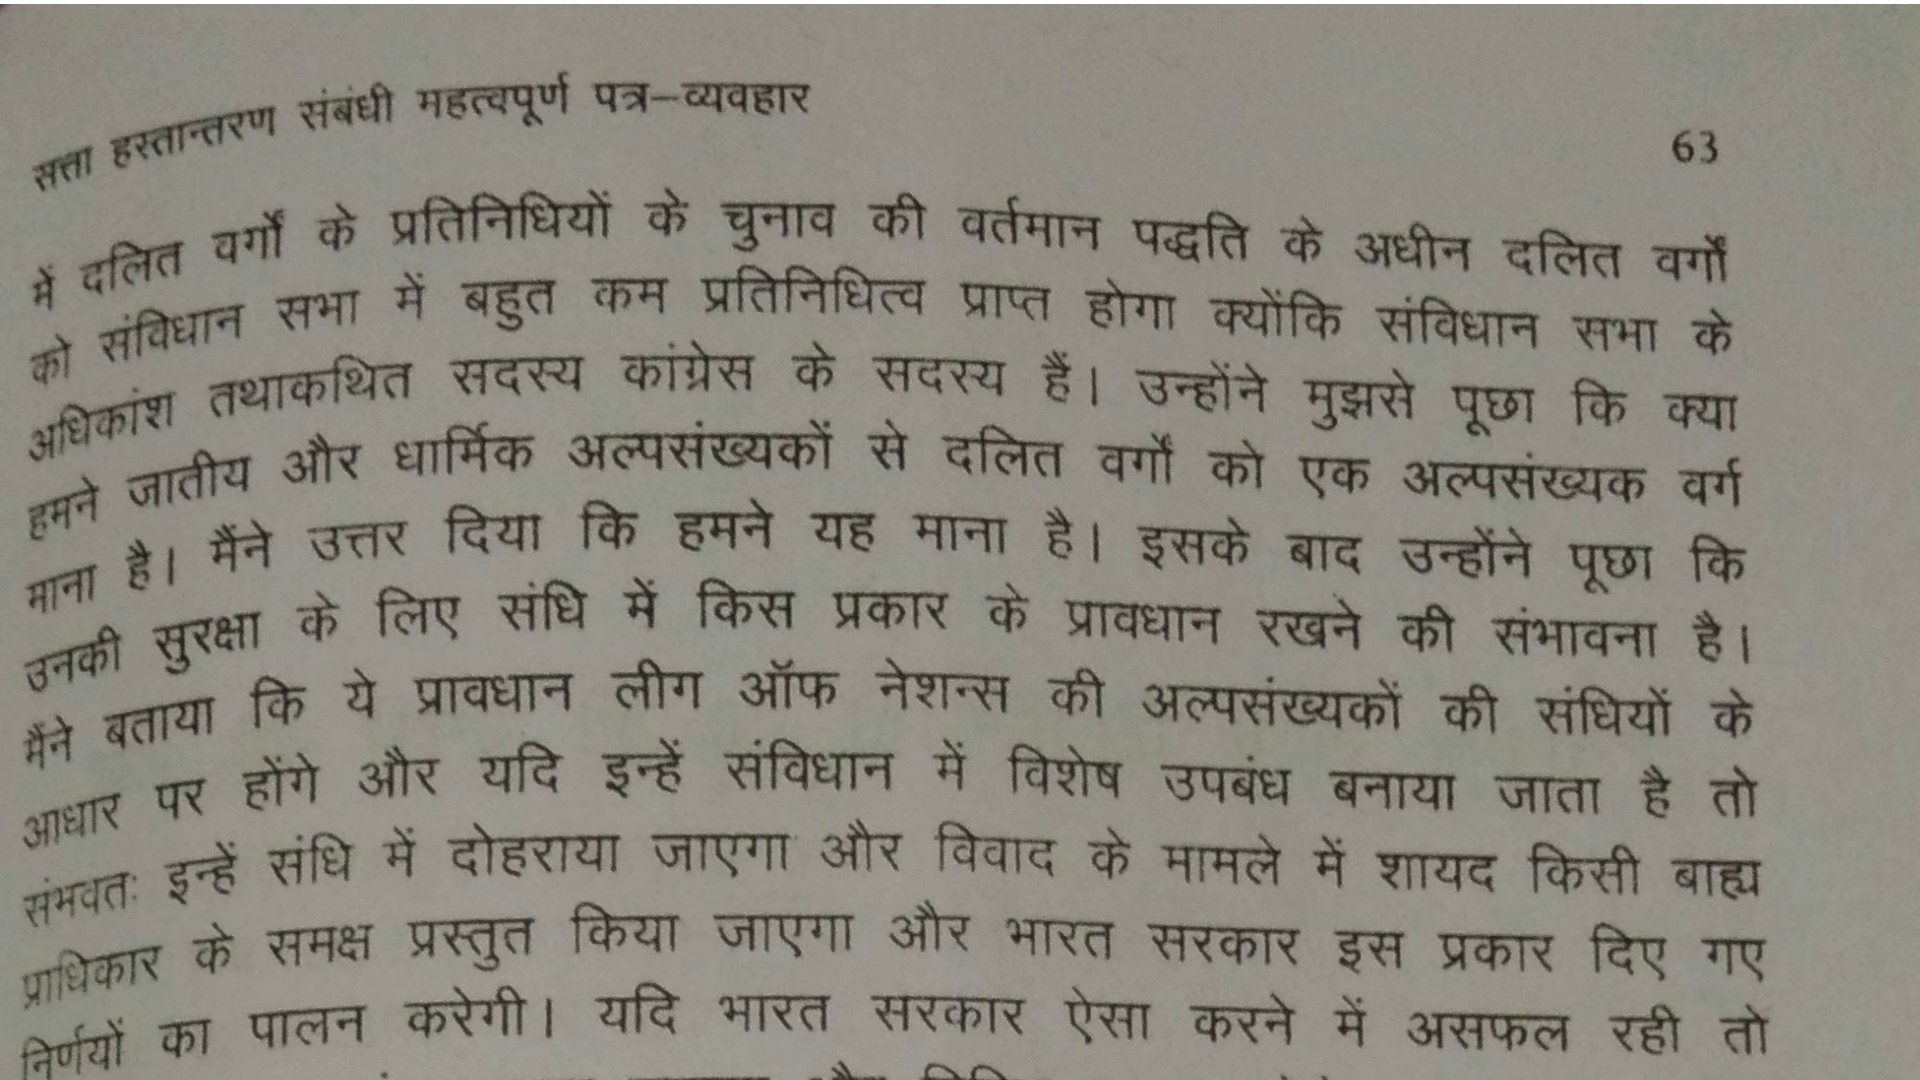 सत्ता हस्तान्तरण संबंधी महत्वपूर्ण पत्र–व्यवहार
63
में दलित वर्गों के प्रतिनिधियों के चुनाव की वर्तमान पद्धति के अधीन दलित वर्गों
को संविधान सभा में बहुत कम प्रतिनिधित्व प्राप्त होगा क्योंकि संविधान सभा के
अधिकांश तथाकथित सदस्य कांग्रेस के सदस्य हैं। उन्होंने मुझसे पूछा कि क्या
हमने जातीय और धार्मिक अल्पसंख्यकों से दलित वर्गों को एक अल्पसंख्यक वर्ग
माना है। मैंने उत्तर दिया कि हमने यह माना है। इसके बाद उन्होंने पूछा कि
उनकी सुरक्षा के लिए संधि में किस प्रकार के प्रावधान रखने की संभावना है।
मैंने बताया कि ये प्रावधान लीग ऑफ नेशन्स की अल्पसंख्यकों की संधियों के
आधार पर होंगे और यदि इन्हें संविधान में विशेष उपबंध बनाया जाता है तो
संभवतः इन्हें संधि में दोहराया जाएगा और विवाद के मामले में शायद किसी बाह्य
प्राधिकार के समक्ष प्रस्तुत किया जाएगा और भारत सरकार इस प्रकार दिए गए
निर्णयों का पालन करेगी। यदि भारत सरकार ऐसा करने में असफल रही तो